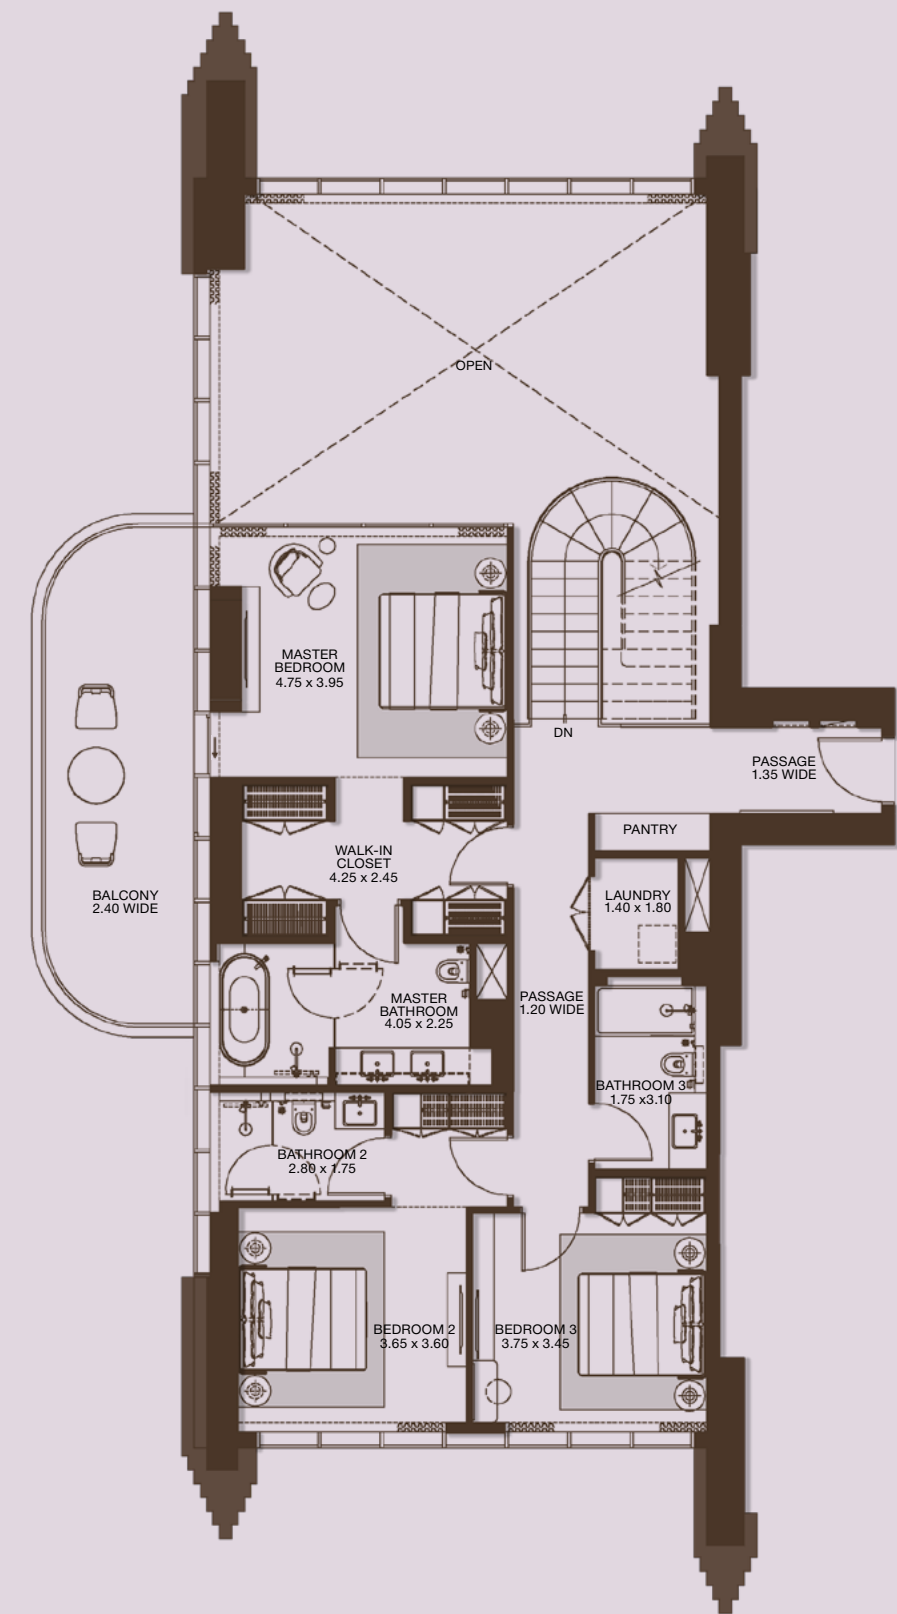 OPEN
MASTER
BEDROOM
4.75 x 3.95
DN
PASSAGE
1.35 WIDE
PANTRY
WALK-IN
CLOSET
4.25 x 2.45
LAUNDRY
1.40 x 1.80
BALCONY
2.40 WIDE
MASTER
BATHROOM
4.05 x 2.25
PASSAGE
1.20 WIDE
BATHROOM 3
1.75 x3.10
BATHROOM 2
2.80 x 1.75
BEDROOM 2
3.65 x 3.60
BEDROOM 3
3.75 x 3.45